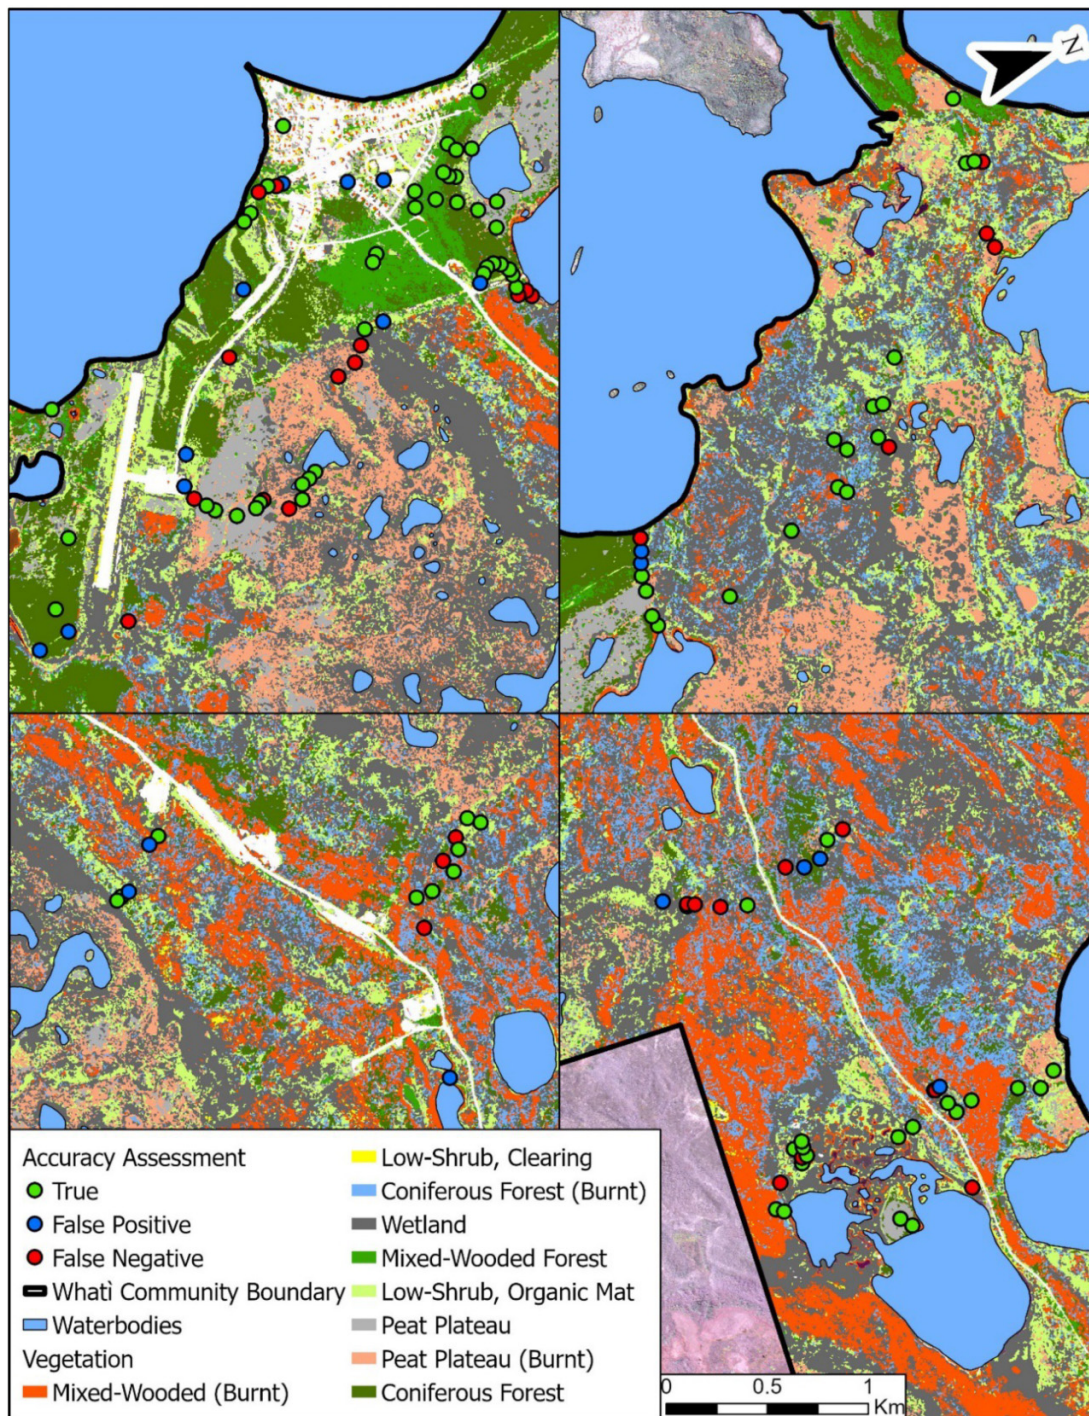 N
Accuracy Assessment
True
False Positive
False Negative
Whatì Community Boundary
Waterbodies
Vegetation
Mixed-Wooded (Burnt)
Low-Shrub, Clearing
Coniferous Forest (Burnt)
Wetland
Mixed-Wooded Forest
Low-Shrub, Organic Mat
Peat Plateau
Peat Plateau (Burnt)
Coniferous Forest
0 0.5 1
Km